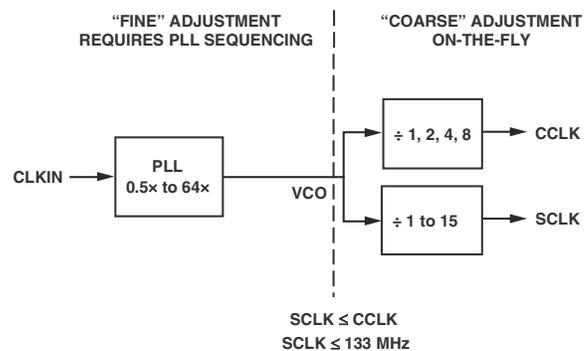 “FINE” ADJUSTMENT
REQUIRES PLL SEQUENCING
“COARSE” ADJUSTMENT
ON-THE-FLY
CLKIN
PLL
0.5× to 64×
VCO
÷ 1, 2, 4, 8
CCLK
÷ 1 to 15
SCLK
SCLK ≤ CCLK
SCLK ≤ 133 MHz